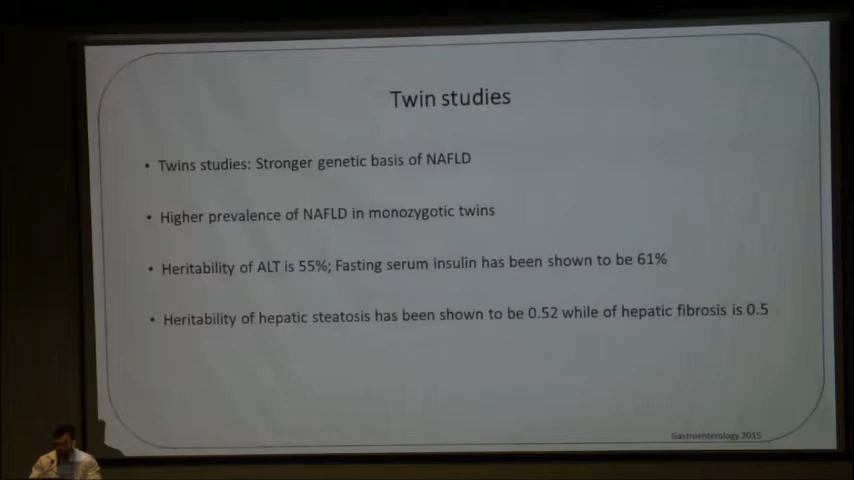 Twin studies
• Twins studies: Stronger genetic basis of NAFLD
• Higher prevalence of NAFLD in monozygotic twins
• Heritability of ALT is 55%; Fasting serum insulin has been shown to be 61%
• Heritability of hepatic steatosis has been shown to be 0.52 while of hepatic fibrosis is 0.5
Gastroenterology 2015